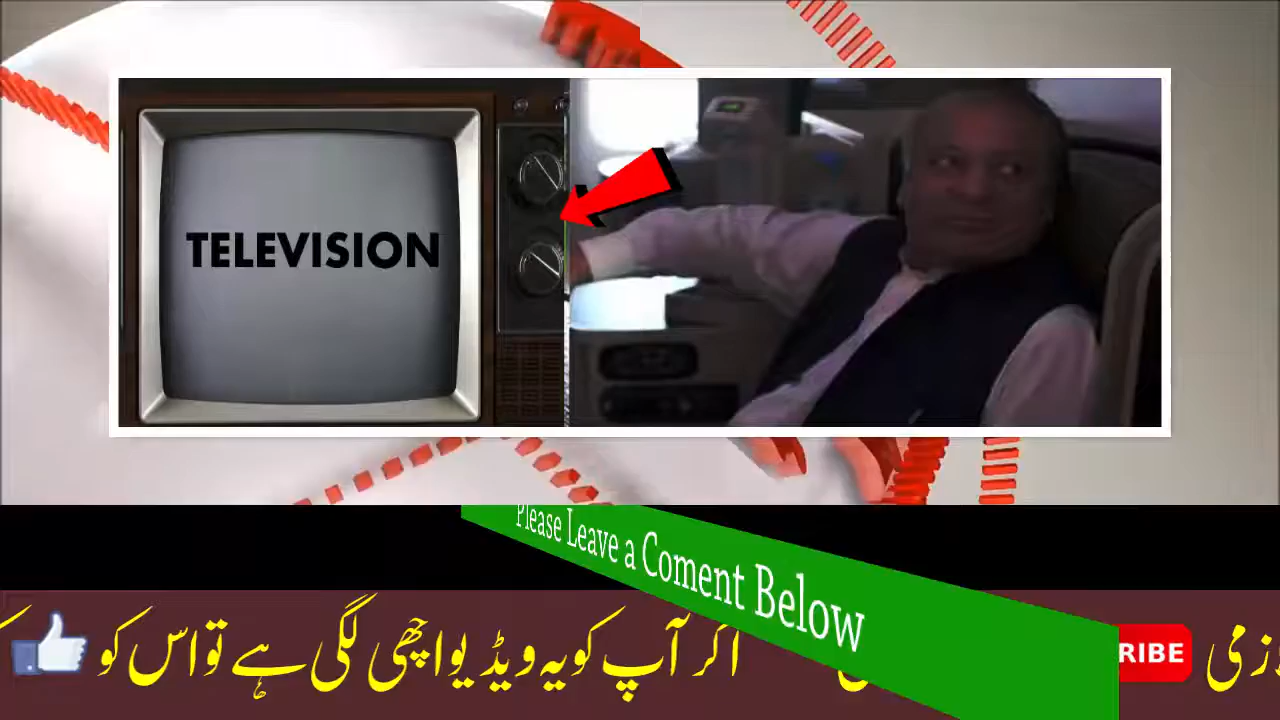 TELEVISION
Please Leave a Coment Below
اگر آپ کو یہ ویڈیو اچھی لگی ہے تو اس کو
RIBE